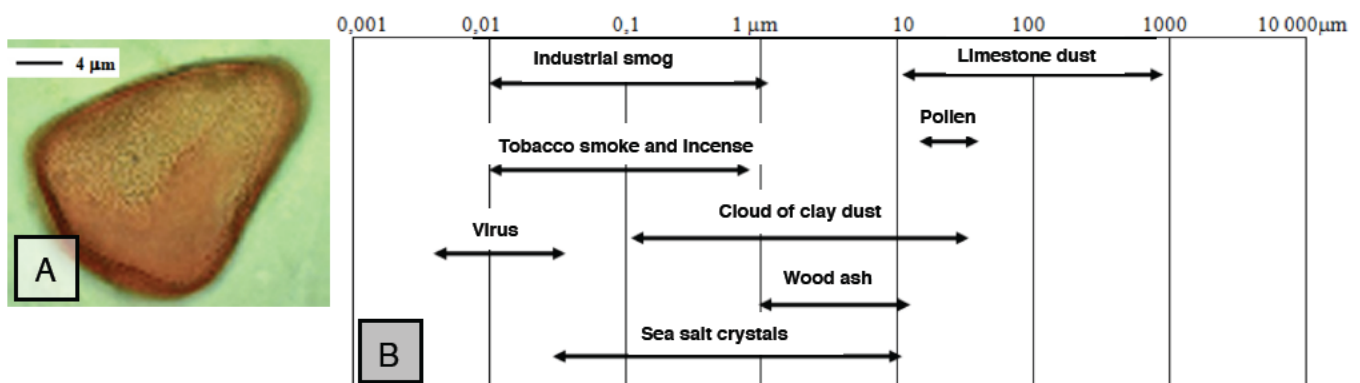 0,001 0,01 0,1 1 µm 10 100 1000 10 000µm
4 µm
Industrial smog
Limestone dust
Pollen
Tobacco smoke and Incense
Cloud of clay dust
Virus
Wood ash
Sea salt crystals
A
B